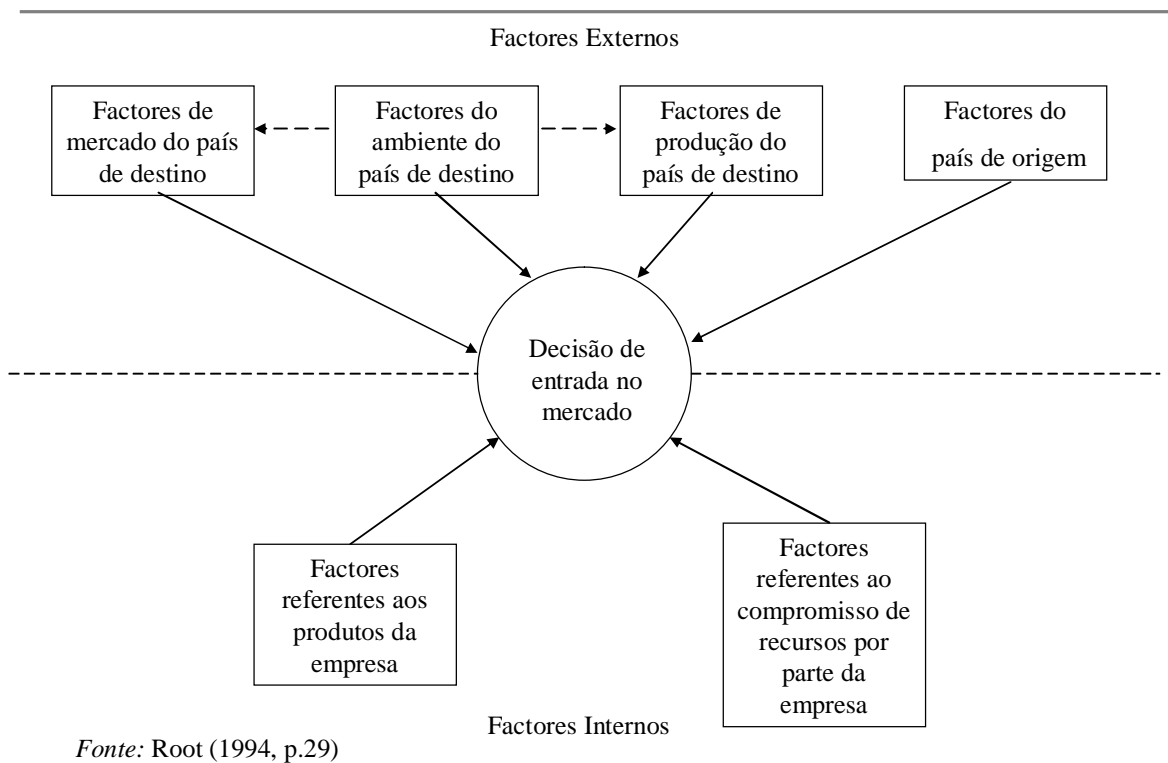 Factores Externos
Factores de
mercado do país
de destino
Factores do
ambiente do
país de destino
Factores de
produção do
país de destino
Factores do
país de origem
Decisão de
entrada no
mercado
Factores
referentes aos
produtos da
empresa
Factores
referentes ao
compromisso de
recursos por
parte da
empresa
Factores Internos
Fonte: Root (1994, p.29)